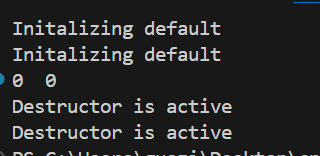 Initalizing default
Initalizing default
0  0
Destructor is active
Destructor is active